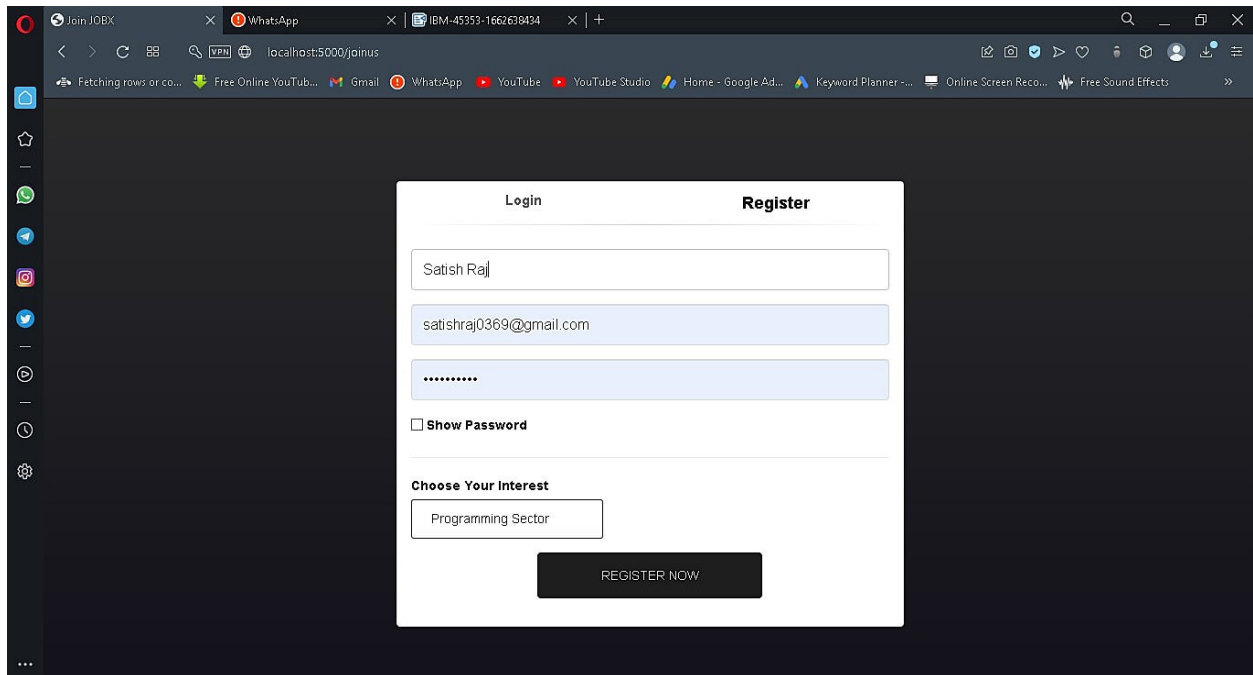 Join JOBX WhatsApp IBM-45353-1662638434
VPN localhost:5000/joinus
Fetching rows or co... Free Online YouTub... Gmail WhatsApp YouTube YouTube Studio Home - Google Ad... Keyword Planner -... Online Screen Reco... Free Sound Effects »
Login Register
Satish Raj
satishraj0369@gmail.com
••••••••••
Show Password
Choose Your Interest
Programming Sector
REGISTER NOW